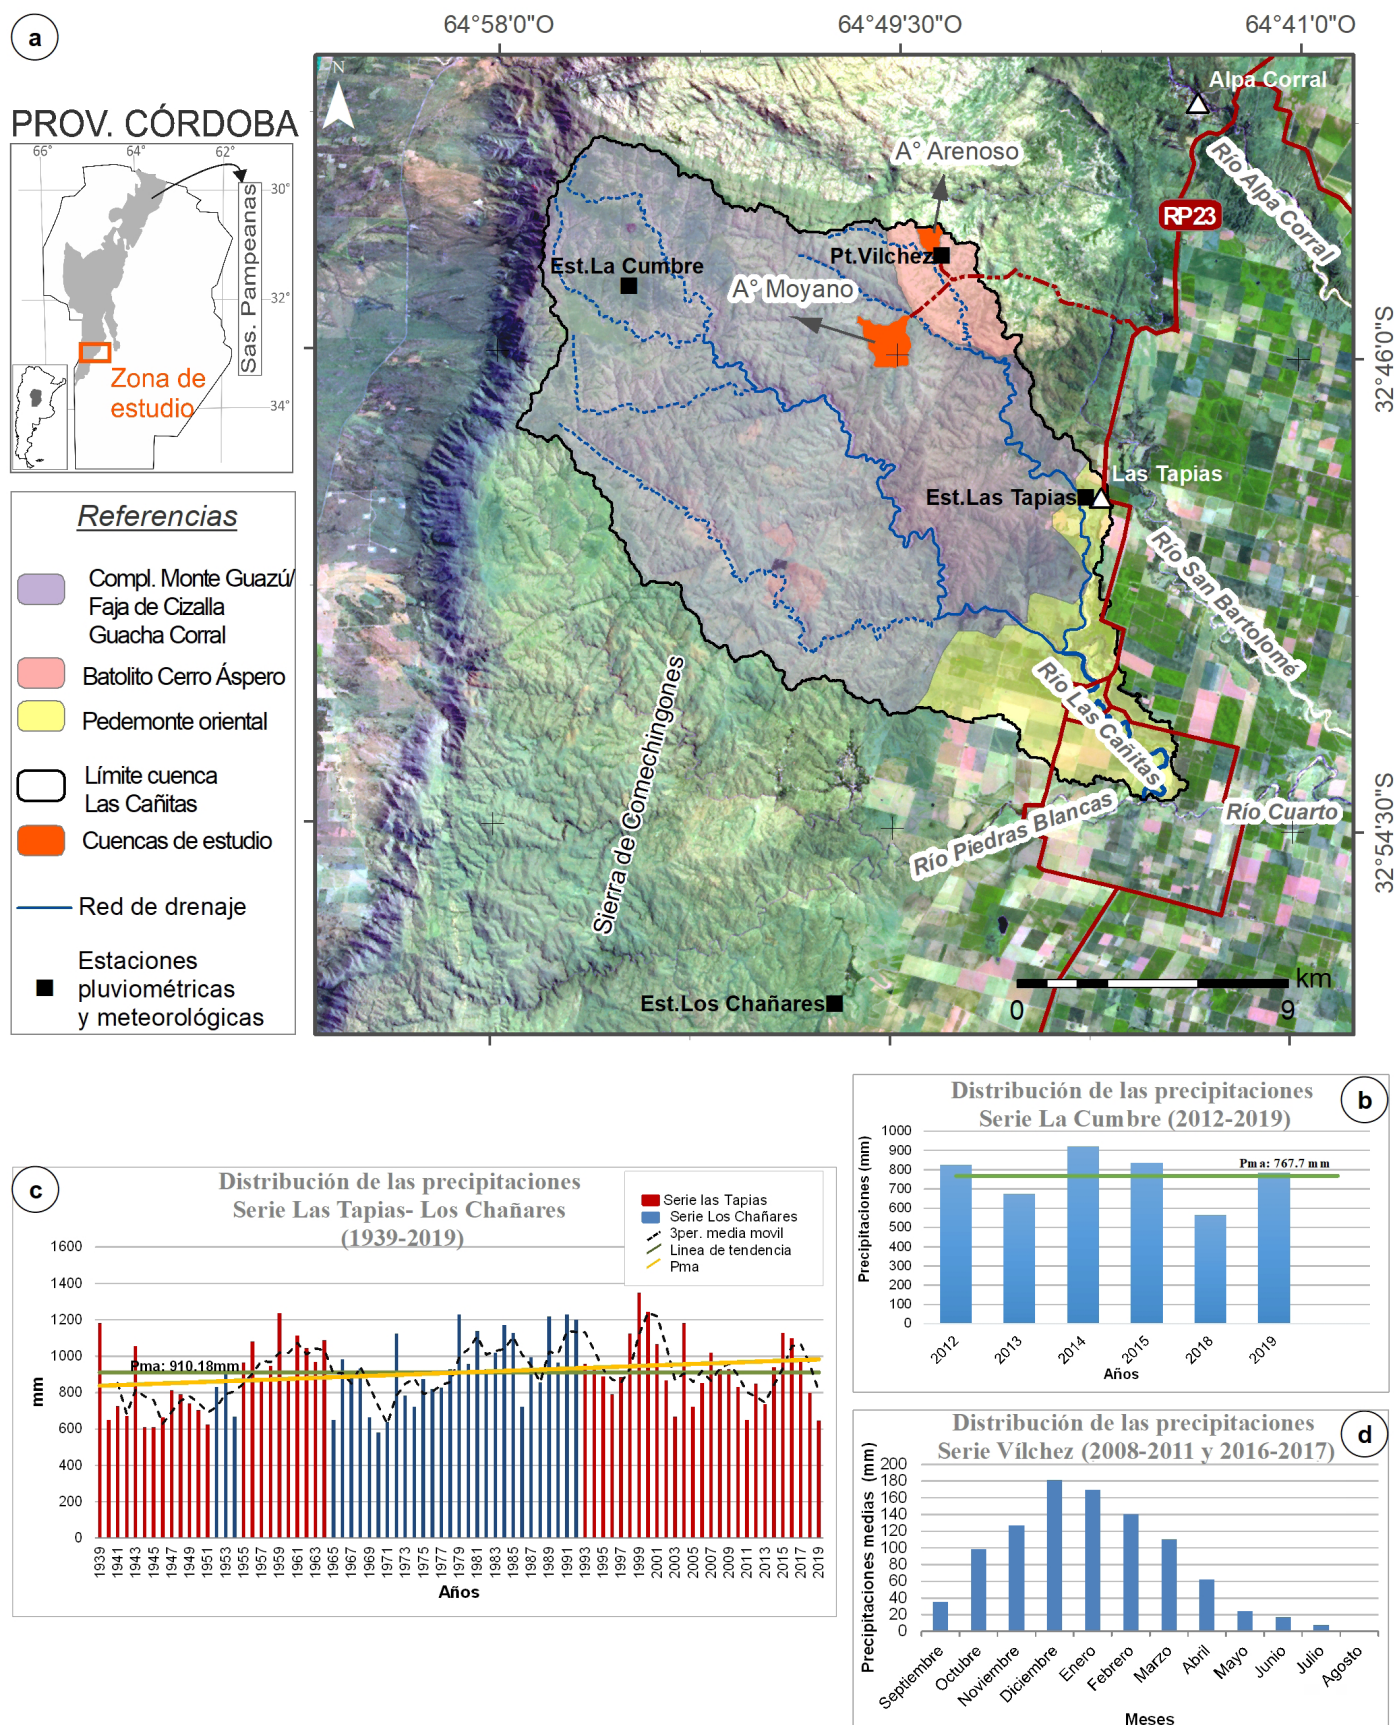 a
64°58'0"O
64°49'30"O
64°41'0"O
PROV. CÓRDOBA
66°
64°
62°
30°
32°
34°
Sas. Pampeanas
Zona de
estudio
N
Alpa Corral
Río Alpa Corral
A° Arenoso
RP23
Pt.Vilchez
Est.La Cumbre
A° Moyano
32°46'0"S
Las Tapias
Est.Las Tapias
Río San Bartolomé
Río Las Cañitas
Sierra de Comechingones
Río Piedras Blancas
Río Cuarto
32°54'30"S
Est.Los Chañares
km
0
9
Referencias
Compl. Monte Guazú/
Faja de Cizalla
Guacha Corral
Batolito Cerro Áspero
Pedemonte oriental
Límite cuenca
Las Cañitas
Cuencas de estudio
Red de drenaje
Estaciones
pluviométricas
y meteorológicas
b
Distribución de las precipitaciones
Serie La Cumbre (2012-2019)
Precipitaciones (mm)
1000
900
800
700
600
500
400
300
200
100
0
Pma: 767.7 mm
2012
2013
2014
2015
2018
2019
Años
c
Distribución de las precipitaciones
Serie Las Tapias- Los Chañares
(1939-2019)
Serie las Tapias
Serie Los Chañares
3per. media movil
Linea de tendencia
Pma
mm
1600
1400
1200
1000
800
600
400
200
0
Pma: 910.18mm
1939
1941
1943
1945
1947
1949
1951
1953
1955
1957
1959
1961
1963
1965
1967
1969
1971
1973
1975
1977
1979
1981
1983
1985
1987
1989
1991
1993
1995
1997
1999
2001
2003
2005
2007
2009
2011
2013
2015
2017
2019
Años
d
Distribución de las precipitaciones
Serie Vílchez (2008-2011 y 2016-2017)
Precipitaciones medias (mm)
200
180
160
140
120
100
80
60
40
20
0
Septiembre
Octubre
Noviembre
Diciembre
Enero
Febrero
Marzo
Abril
Mayo
Junio
Julio
Agosto
Meses